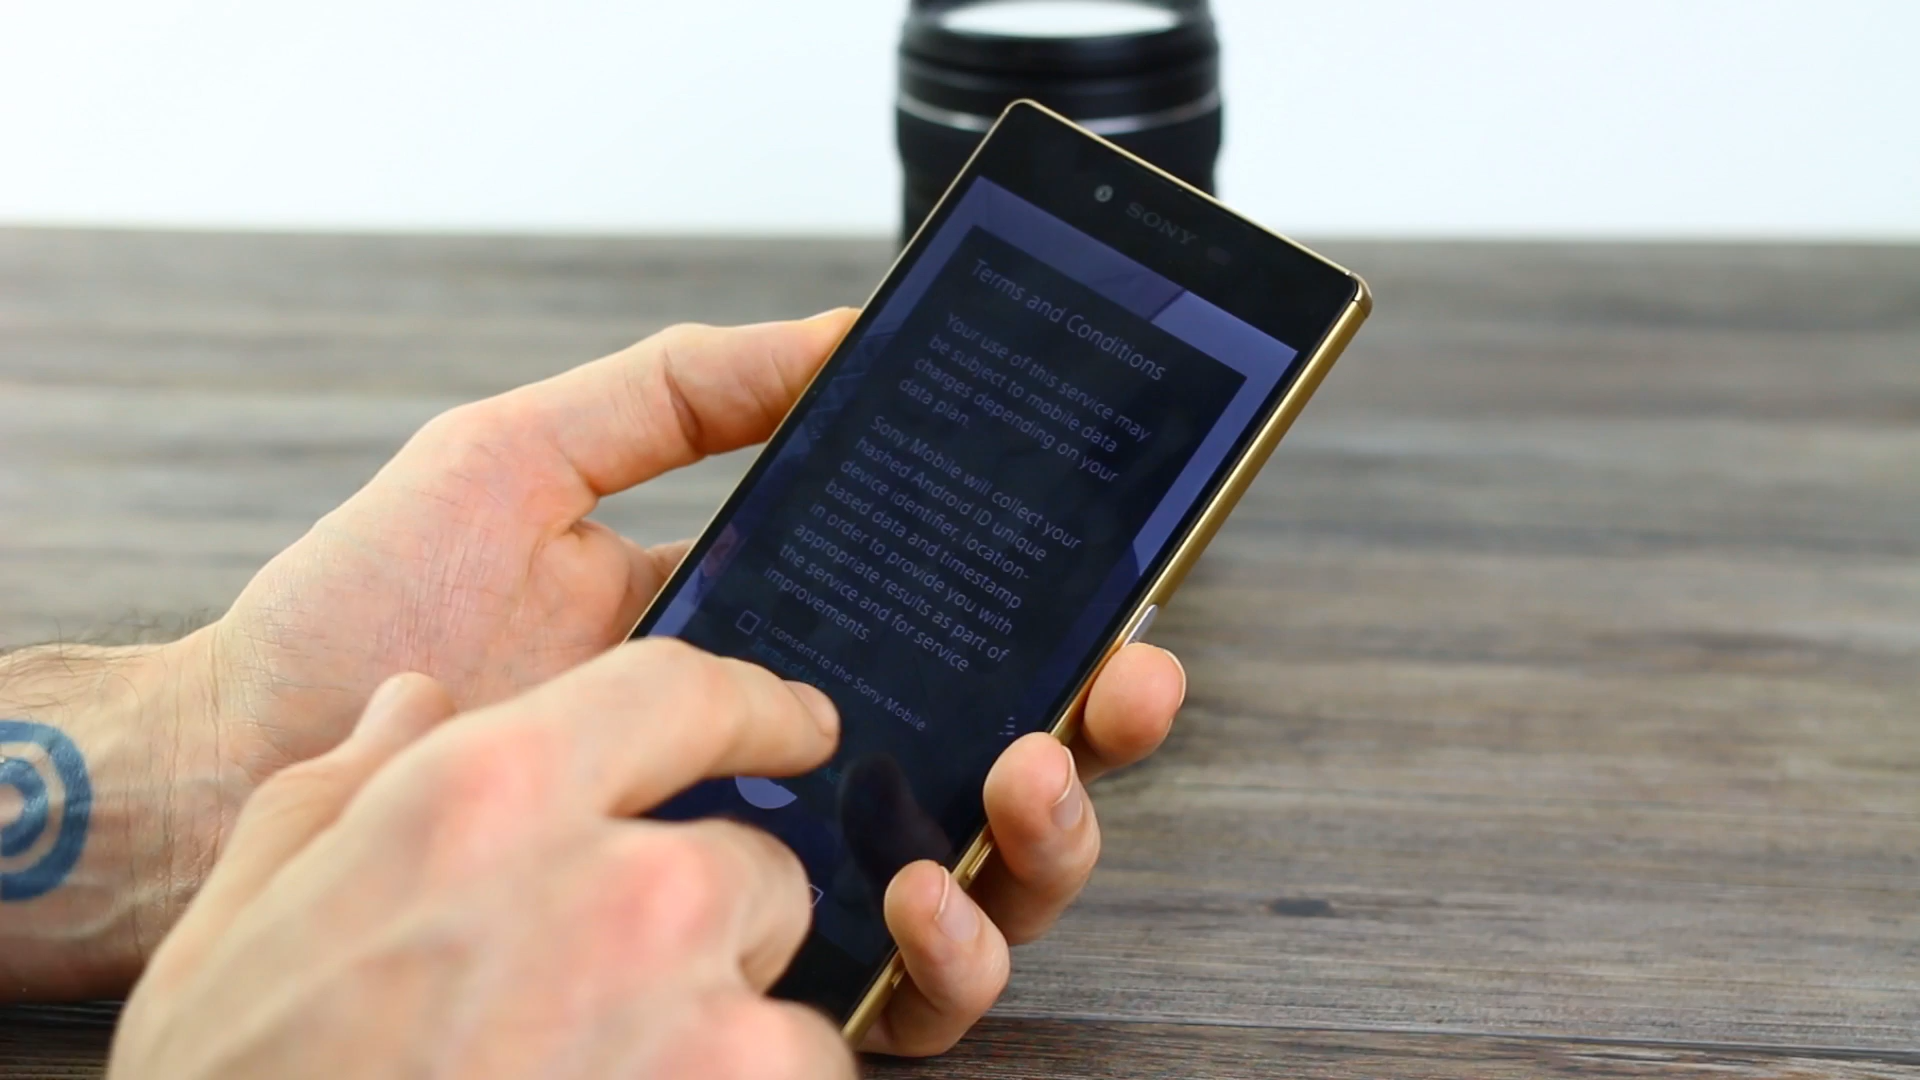 SONY
Terms and Conditions
Your use of this service may
be subject to mobile data
charges depending on your
data plan.
Sony Mobile will collect your
hashed Android ID unique
device identifier, location-
based data and timestamp
in order to provide you with
appropriate results as part of
the service and for service
improvements.
I consent to the Sony Mobile
Terms of Use